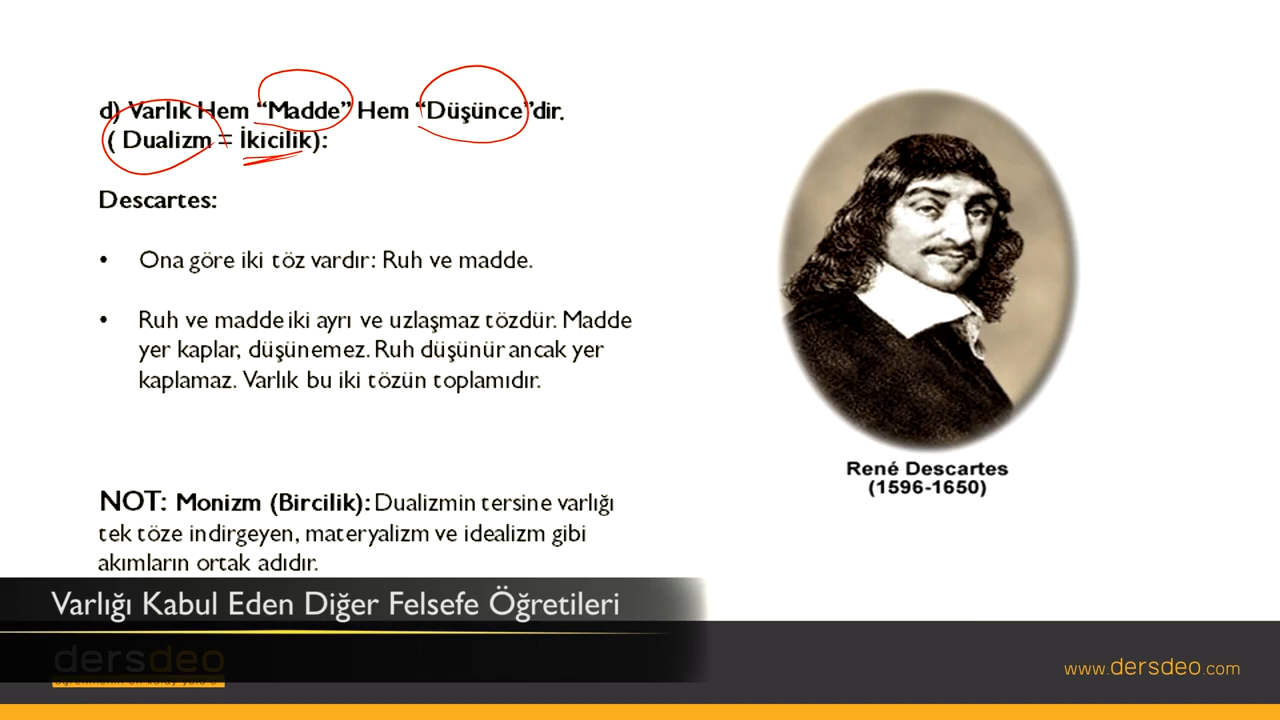 d) Varlık Hem “Madde” Hem “Düşünce”dir.
( Dualizm = İkicilik):
Descartes:
• Ona göre iki töz vardır: Ruh ve madde.
• Ruh ve madde iki ayrı ve uzlaşmaz tözdür. Madde
yer kaplar, düşünemez. Ruh düşünür ancak yer
kaplamaz. Varlık bu iki tözün toplamıdır.
René Descartes
(1596-1650)
NOT: Monizm (Bircilik): Dualizmin tersine varlığı
tek töze indirgeyen, materyalizm ve idealizm gibi
akımların ortak adıdır.
Varlığı Kabul Eden Diğer Felsefe Öğretileri
dersdeo
www.dersdeo.com